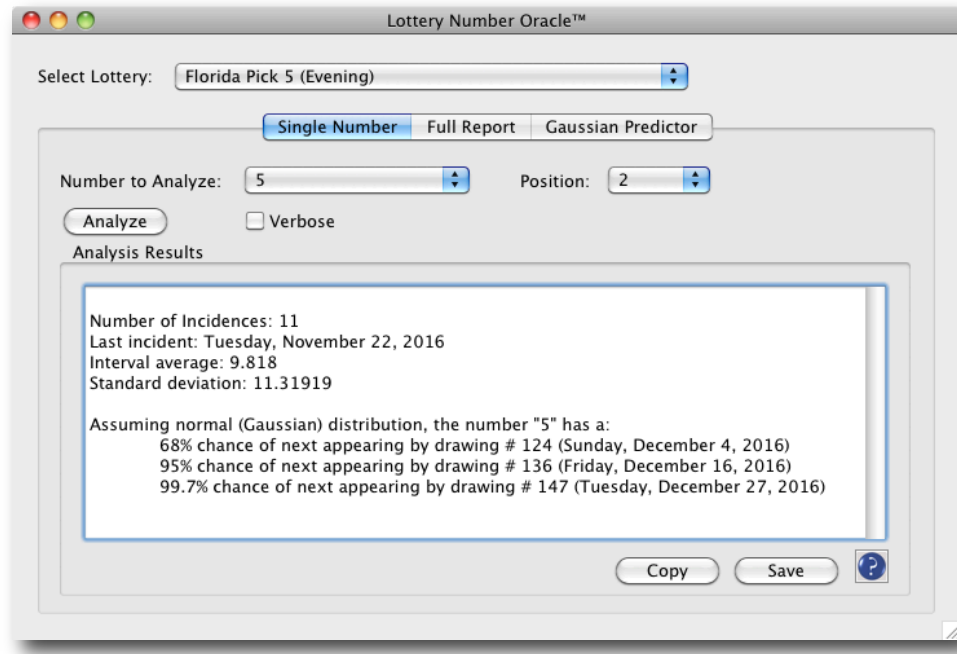 Lottery Number Oracle™
Select Lottery: Florida Pick 5 (Evening)
Single Number Full Report Gaussian Predictor
Number to Analyze: 5 Position: 2
Analyze Verbose
Analysis Results
Number of Incidences: 11
Last incident: Tuesday, November 22, 2016
Interval average: 9.818
Standard deviation: 11.31919
Assuming normal (Gaussian) distribution, the number "5" has a:
68% chance of next appearing by drawing # 124 (Sunday, December 4, 2016)
95% chance of next appearing by drawing # 136 (Friday, December 16, 2016)
99.7% chance of next appearing by drawing # 147 (Tuesday, December 27, 2016)
Copy Save ?